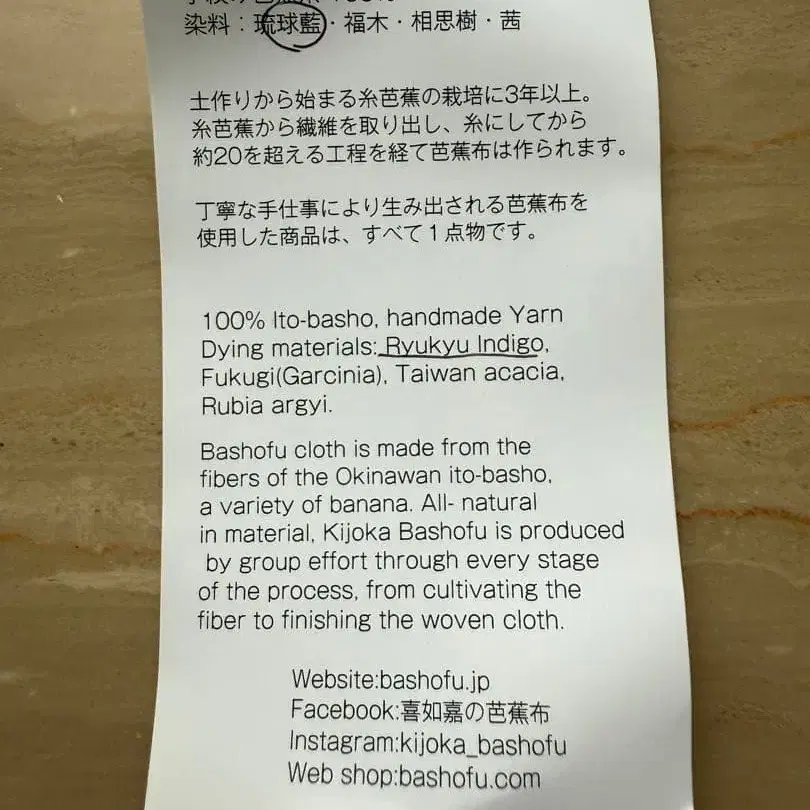 染料：琉球藍・福木・相思樹・茜
土作りから始まる糸芭蕉の栽培に3年以上。
糸芭蕉から繊維を取り出し、糸にしてから
約20を超える工程を経て芭蕉布は作られます。
丁寧な手仕事により生み出される芭蕉布を
使用した商品は、すべて１点物です。
100% Ito-basho, handmade Yarn
Dying materials: Ryukyu Indigo,
Fukugi(Garcinia), Taiwan acacia,
Rubia argyi.
Bashofu cloth is made from the
fibers of the Okinawan ito-basho,
a variety of banana. All- natural
in material, Kijoka Bashofu is produced
by group effort through every stage
of the process, from cultivating the
fiber to finishing the woven cloth.
Website:bashofu.jp
Facebook:喜如嘉の芭蕉布
Instagram:kijoka_bashofu
Web shop:bashofu.com